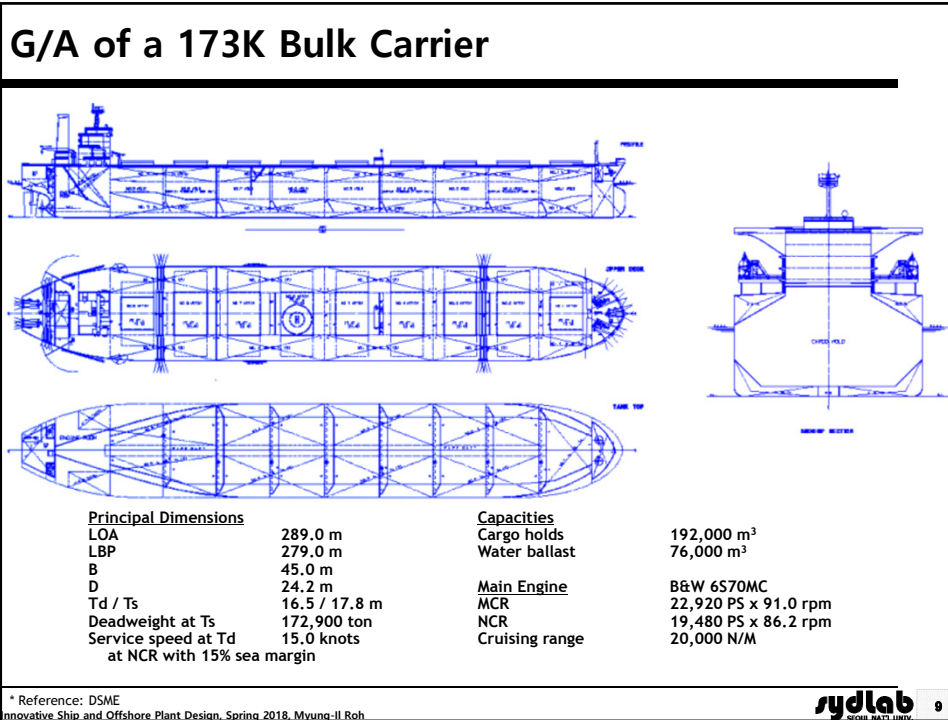 G/A of a 173K Bulk Carrier
PROFILE
UPPER DECK
CARGO HOLD
TANK TOP
ENGINE ROOM
MIDSHIP SECTION
Principal Dimensions
LOA 289.0 m
LBP 279.0 m
B 45.0 m
D 24.2 m
Td / Ts 16.5 / 17.8 m
Deadweight at Ts 172,900 ton
Service speed at Td 15.0 knots
at NCR with 15% sea margin
Capacities
Cargo holds 192,000 m³
Water ballast 76,000 m³
Main Engine B&W 6S70MC
MCR 22,920 PS x 91.0 rpm
NCR 19,480 PS x 86.2 rpm
Cruising range 20,000 N/M
* Reference: DSME
Innovative Ship and Offshore Plant Design, Spring 2018, Myung-Il Roh
sydlab
SEOUL NAT'L UNIV.
9